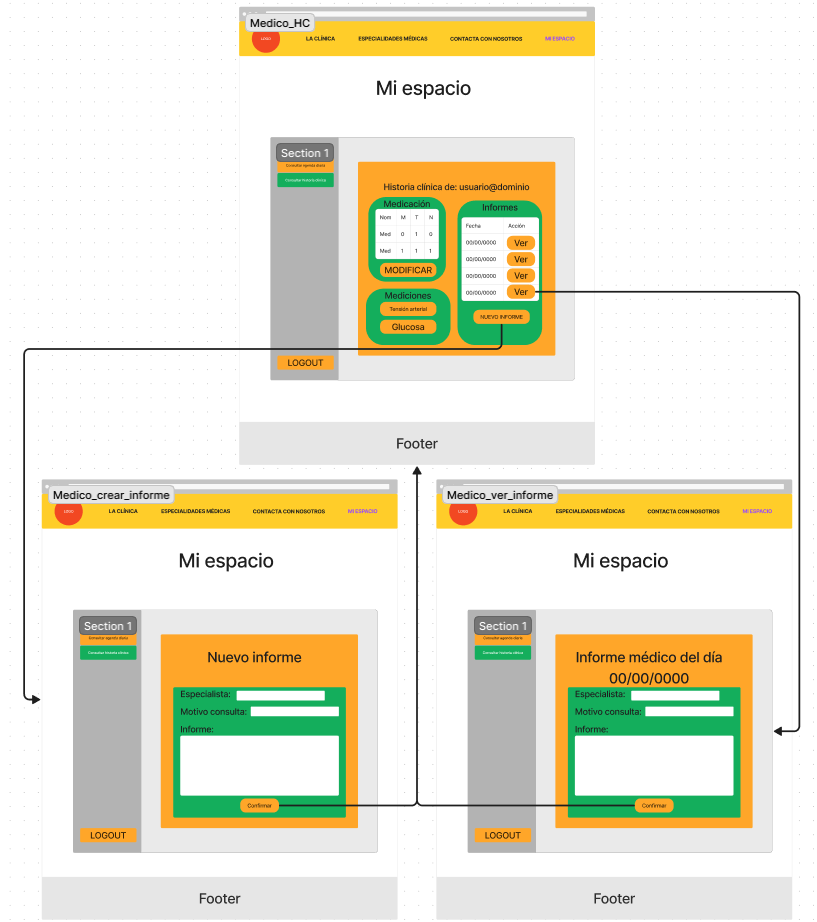 Medico_HC
LOGO LA CLÍNICA ESPECIALIDADES MÉDICAS CONTACTA CON NOSOTROS MI ESPACIO
Mi espacio
Section 1
Consultar agenda diaria
Consultar historia clínica
LOGOUT
Historia clínica de: usuario@dominio
Medicación
Nom M T N
Med 0 1 0
Med 1 1 1
MODIFICAR
Mediciones
Tensión arterial
Glucosa
Informes
Fecha Acción
00/00/0000 Ver
00/00/0000 Ver
00/00/0000 Ver
00/00/0000 Ver
NUEVO INFORME
Footer
Medico_crear_informe
LOGO LA CLÍNICA ESPECIALIDADES MÉDICAS CONTACTA CON NOSOTROS MI ESPACIO
Mi espacio
Section 1
Consultar agenda diaria
Consultar historia clínica
LOGOUT
Nuevo informe
Especialista:
Motivo consulta:
Informe:
Confirmar
Footer
Medico_ver_informe
LOGO LA CLÍNICA ESPECIALIDADES MÉDICAS CONTACTA CON NOSOTROS MI ESPACIO
Mi espacio
Section 1
Consultar agenda diaria
Consultar historia clínica
LOGOUT
Informe médico del día
00/00/0000
Especialista:
Motivo consulta:
Informe:
Confirmar
Footer